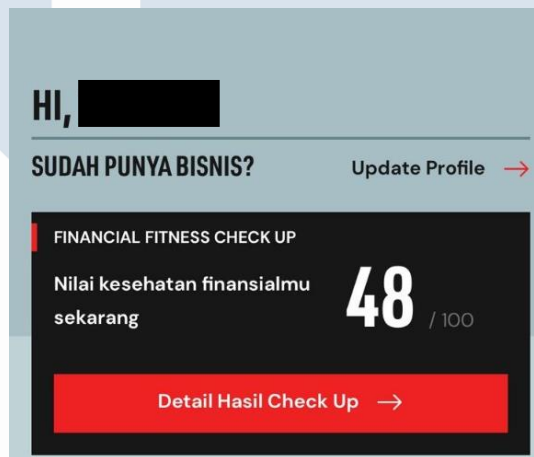 HI,
SUDAH PUNYA BISNIS?
Update Profile →
FINANCIAL FITNESS CHECK UP
Nilai kesehatan finansialmu
sekarang
48 / 100
Detail Hasil Check Up →